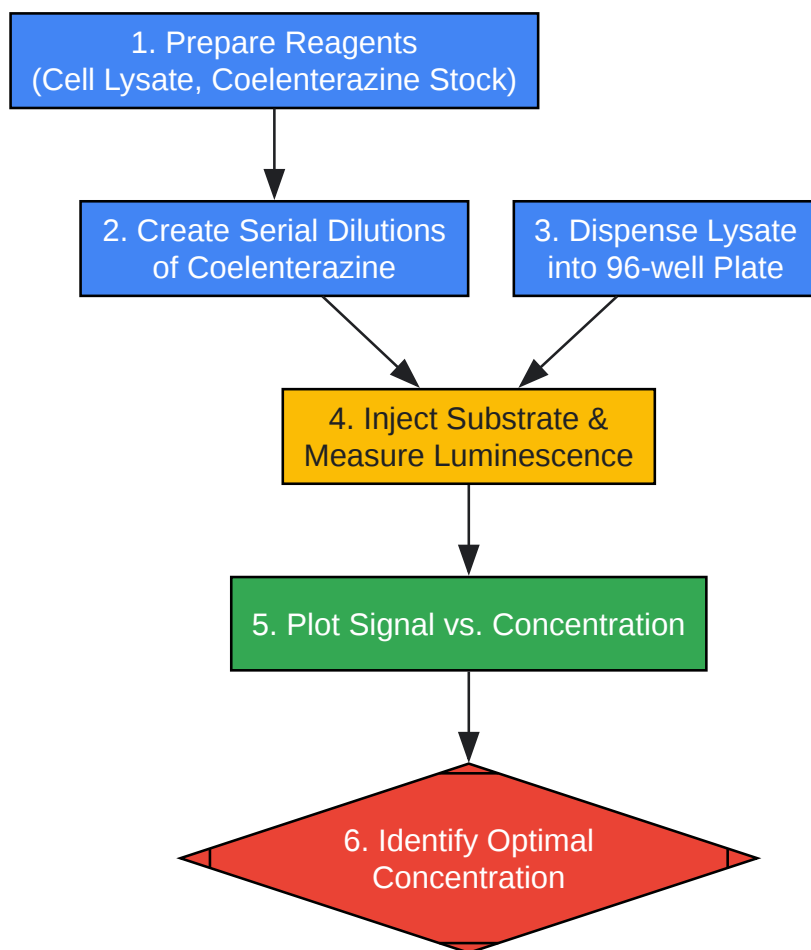 1. Prepare Reagents
(Cell Lysate, Coelenterazine Stock)
2. Create Serial Dilutions
of Coelenterazine
3. Dispense Lysate
into 96-well Plate
4. Inject Substrate &
Measure Luminescence
5. Plot Signal vs. Concentration
6. Identify Optimal
Concentration